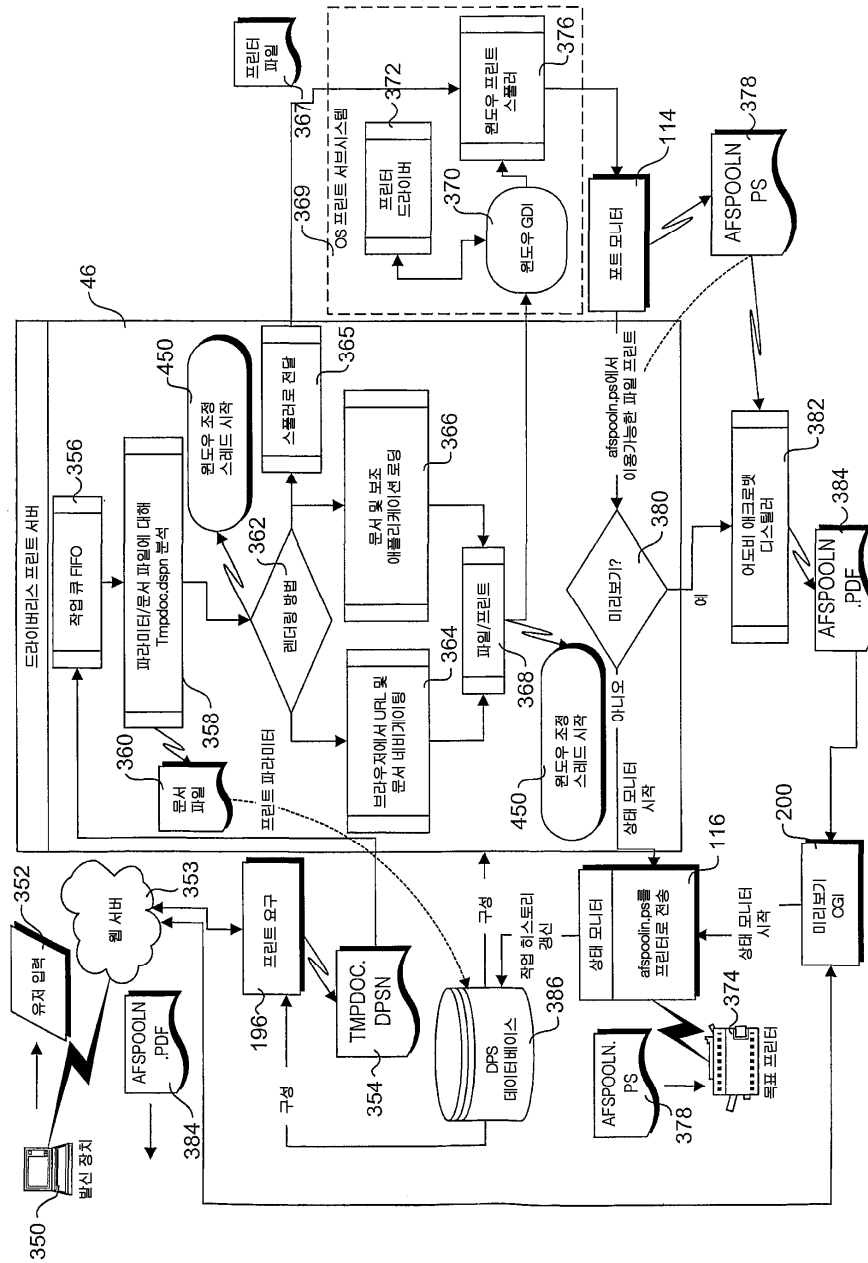 350
발신 장치
유저 입력
352
AFSPOOLN
.PDF
384
웹 서버
353
프린트 요구
196
TMPDOC.
DPSN
354
구성
구성
DPS
데이터베이스
386
작업 히스토리
갱신
상태 모니터
afspoolin.ps를
프린터로 전송
116
상태 모니터
시작
AFSPOOLN.
PS
378
374
목표 프린터
상태 모니터
시작
미리보기
CGI
200
드라이버리스 프린트 서버
46
작업 큐 FIFO
356
파라미터/문서 파일에 대해
Tmpdoc.dspn 분석
358
문서
파일
360
프린트 파라미터
렌더링 방법
362
윈도우 조정
스레드 시작
450
스풀러로 전달
365
브라우저에서 URL 및
문서 네비게이팅
364
문서 및 보조
애플리케이션 로딩
366
파일/프린트
368
윈도우 조정
스레드 시작
450
미리보기?
380
아니오
예
afspooln.ps에서
이용가능한 파일 프린트
프린터
파일
367
OS 프린트 서브시스템
369
프린터
드라이버
372
윈도우 GDI
370
윈도우 프린트
스풀러
376
포트 모니터
114
AFSPOOLN
PS
378
어도비 애크로뱃
디스틸러
382
AFSPOOLN
.PDF
384